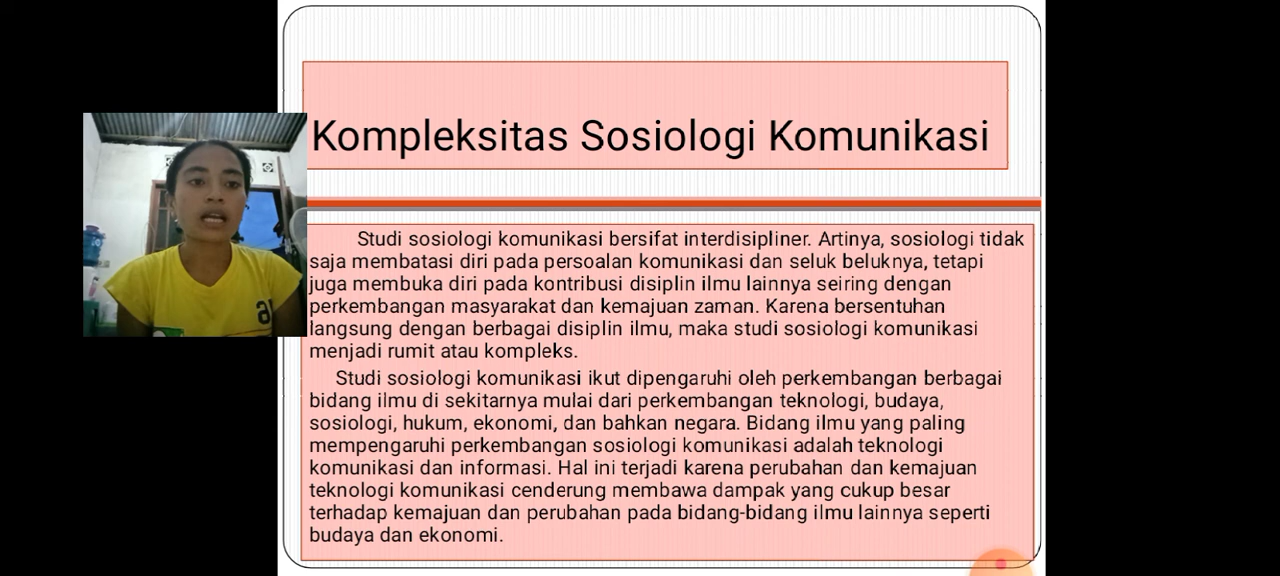 Kompleksitas Sosiologi Komunikasi
Studi sosiologi komunikasi bersifat interdisipliner. Artinya, sosiologi tidak
saja membatasi diri pada persoalan komunikasi dan seluk beluknya, tetapi
juga membuka diri pada kontribusi disiplin ilmu lainnya seiring dengan
perkembangan masyarakat dan kemajuan zaman. Karena bersentuhan
langsung dengan berbagai disiplin ilmu, maka studi sosiologi komunikasi
menjadi rumit atau kompleks.
Studi sosiologi komunikasi ikut dipengaruhi oleh perkembangan berbagai
bidang ilmu di sekitarnya mulai dari perkembangan teknologi, budaya,
sosiologi, hukum, ekonomi, dan bahkan negara. Bidang ilmu yang paling
mempengaruhi perkembangan sosiologi komunikasi adalah teknologi
komunikasi dan informasi. Hal ini terjadi karena perubahan dan kemajuan
teknologi komunikasi cenderung membawa dampak yang cukup besar
terhadap kemajuan dan perubahan pada bidang-bidang ilmu lainnya seperti
budaya dan ekonomi.